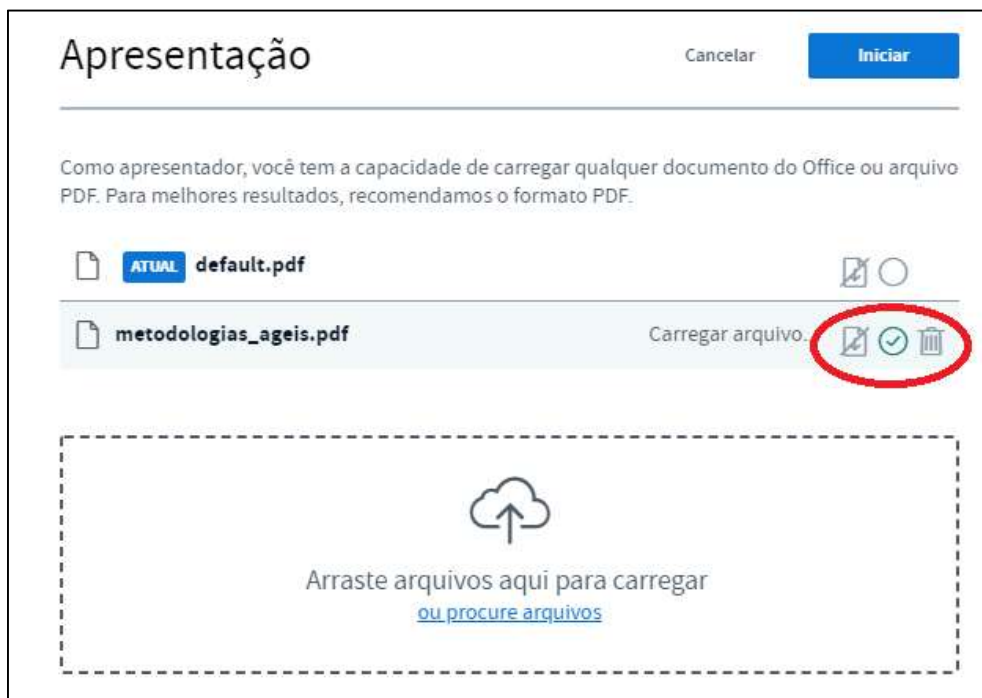 Apresentação
Cancelar
Iniciar
Como apresentador, você tem a capacidade de carregar qualquer documento do Office ou arquivo
PDF. Para melhores resultados, recomendamos o formato PDF.
ATUAL default.pdf
metodologias_ageis.pdf Carregar arquivo..
Arraste arquivos aqui para carregar
ou procure arquivos